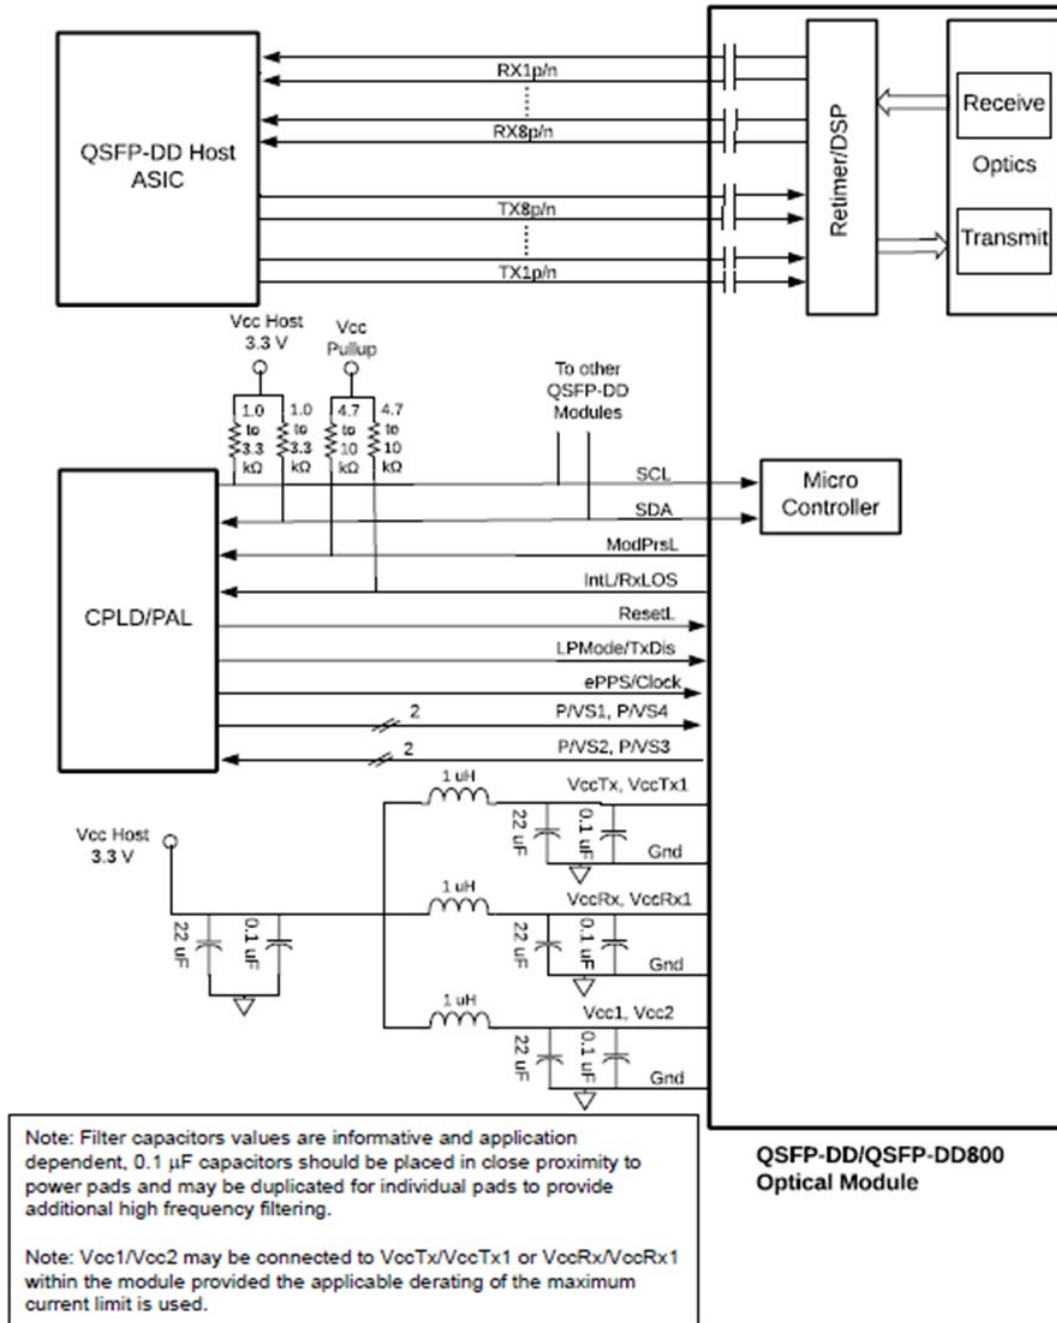 QSFP-DD Host
ASIC
RX1p/n
RX8p/n
TX8p/n
TX1p/n
Retimer/DSP
Receive
Optics
Transmit
Vcc Host
3.3 V
Vcc
Pullup
1.0
to
3.3
kΩ
1.0
to
3.3
kΩ
4.7
to
10
kΩ
4.7
to
10
kΩ
To other
QSFP-DD
Modules
CPLD/PAL
SCL
SDA
ModPrsL
IntL/RxLOS
ResetL
LPMode/TxDis
ePPS/Clock
2
P/VS1, P/VS4
2
P/VS2, P/VS3
Micro
Controller
Vcc Host
3.3 V
22 uF
0.1 uF
1 uH
VccTx, VccTx1
22 uF
0.1 uF
Gnd
1 uH
VccRx, VccRx1
22 uF
0.1 uF
Gnd
1 uH
Vcc1, Vcc2
22 uF
0.1 uF
Gnd
QSFP-DD/QSFP-DD800
Optical Module
Note: Filter capacitors values are informative and application
dependent, 0.1 µF capacitors should be placed in close proximity to
power pads and may be duplicated for individual pads to provide
additional high frequency filtering.
Note: Vcc1/Vcc2 may be connected to VccTx/VccTx1 or VccRx/VccRx1
within the module provided the applicable derating of the maximum
current limit is used.